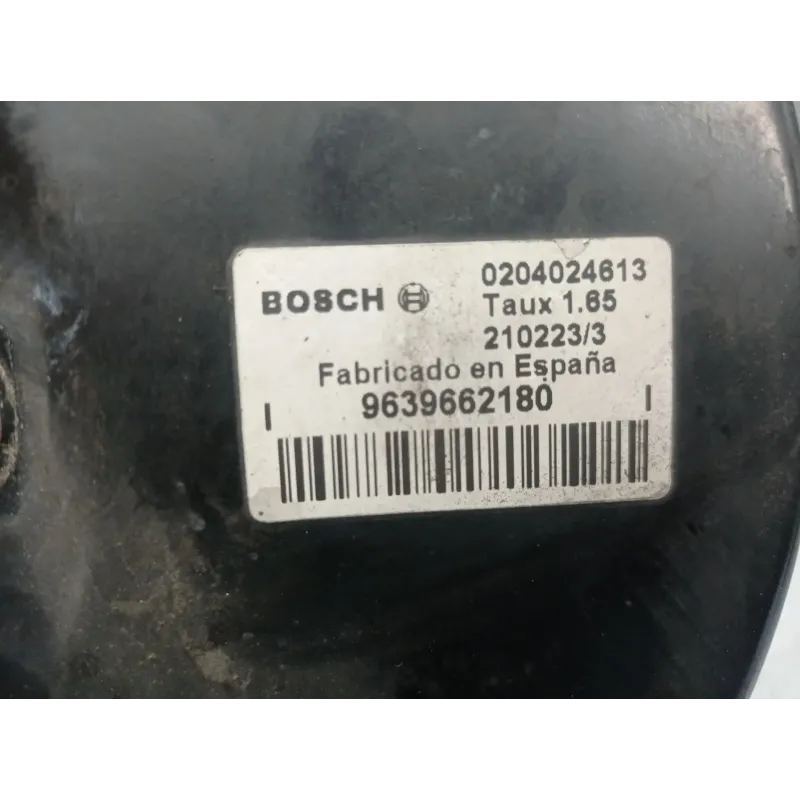 0204024613
BOSCH Taux 1.65
210223/3
Fabricado en España
9639662180